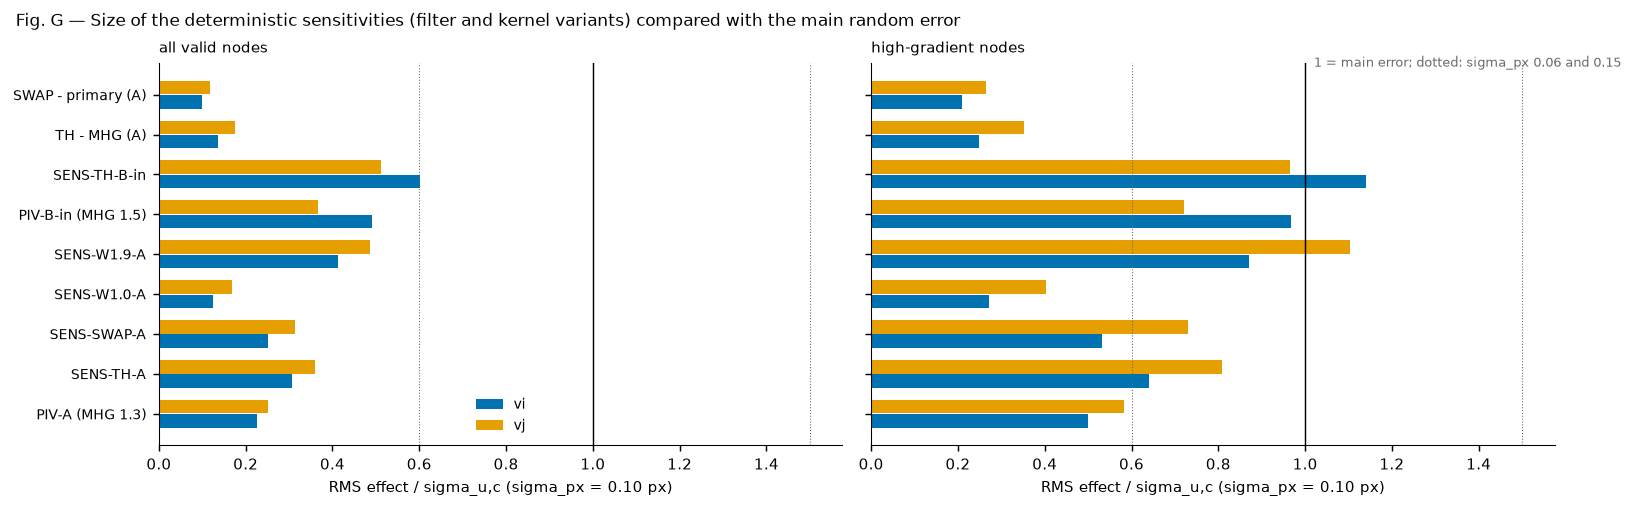 Fig. G — Size of the deterministic sensitivities (filter and kernel variants) compared with the main random error
all valid nodes
SWAP - primary (A)
TH - MHG (A)
SENS-TH-B-in
PIV-B-in (MHG 1.5)
SENS-W1.9-A
SENS-W1.0-A
SENS-SWAP-A
SENS-TH-A
PIV-A (MHG 1.3)
vi
vj
0.0 0.2 0.4 0.6 0.8 1.0 1.2 1.4
RMS effect / sigma_u,c (sigma_px = 0.10 px)
high-gradient nodes
1 = main error; dotted: sigma_px 0.06 and 0.15
0.0 0.2 0.4 0.6 0.8 1.0 1.2 1.4
RMS effect / sigma_u,c (sigma_px = 0.10 px)